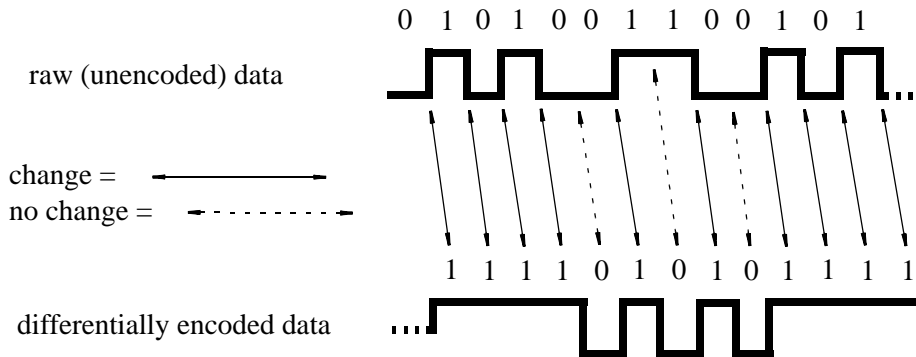 0 1 0 1 0 0 1 1 0 0 1 0 1
raw (unencoded) data
change =
no change =
1 1 1 1 0 1 0 1 0 1 1 1 1
differentially encoded data